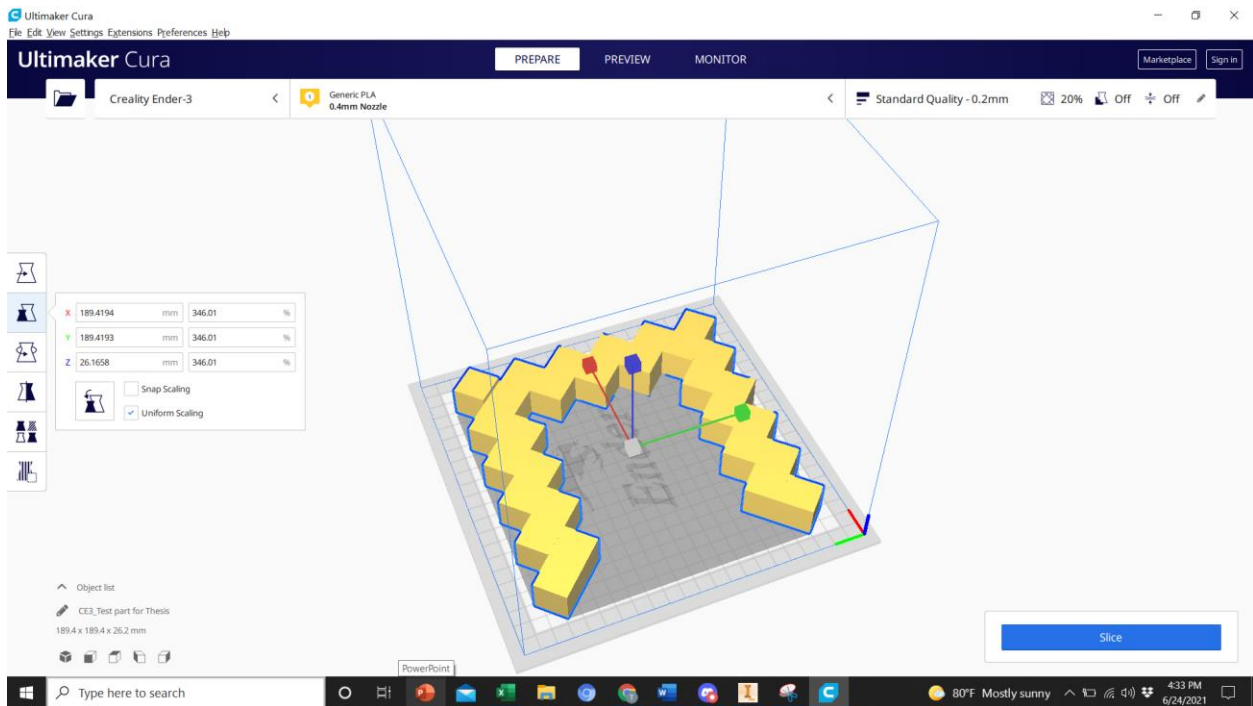 Ultimaker Cura
File Edit View Settings Extensions Preferences Help
Ultimaker Cura
PREPARE PREVIEW MONITOR
Marketplace Sign in
Creality Ender-3
Generic PLA
0.4mm Nozzle
Standard Quality - 0.2mm 20% Off Off
X 189.4194 mm 346.01 %
Y 189.4193 mm 346.01 %
Z 26.1658 mm 346.01 %
Snap Scaling
Uniform Scaling
Object list
CE3_Test part for Thesis
189.4 x 189.4 x 26.2 mm
Slice
PowerPoint
Type here to search
80°F Mostly sunny
4:33 PM
6/24/2021